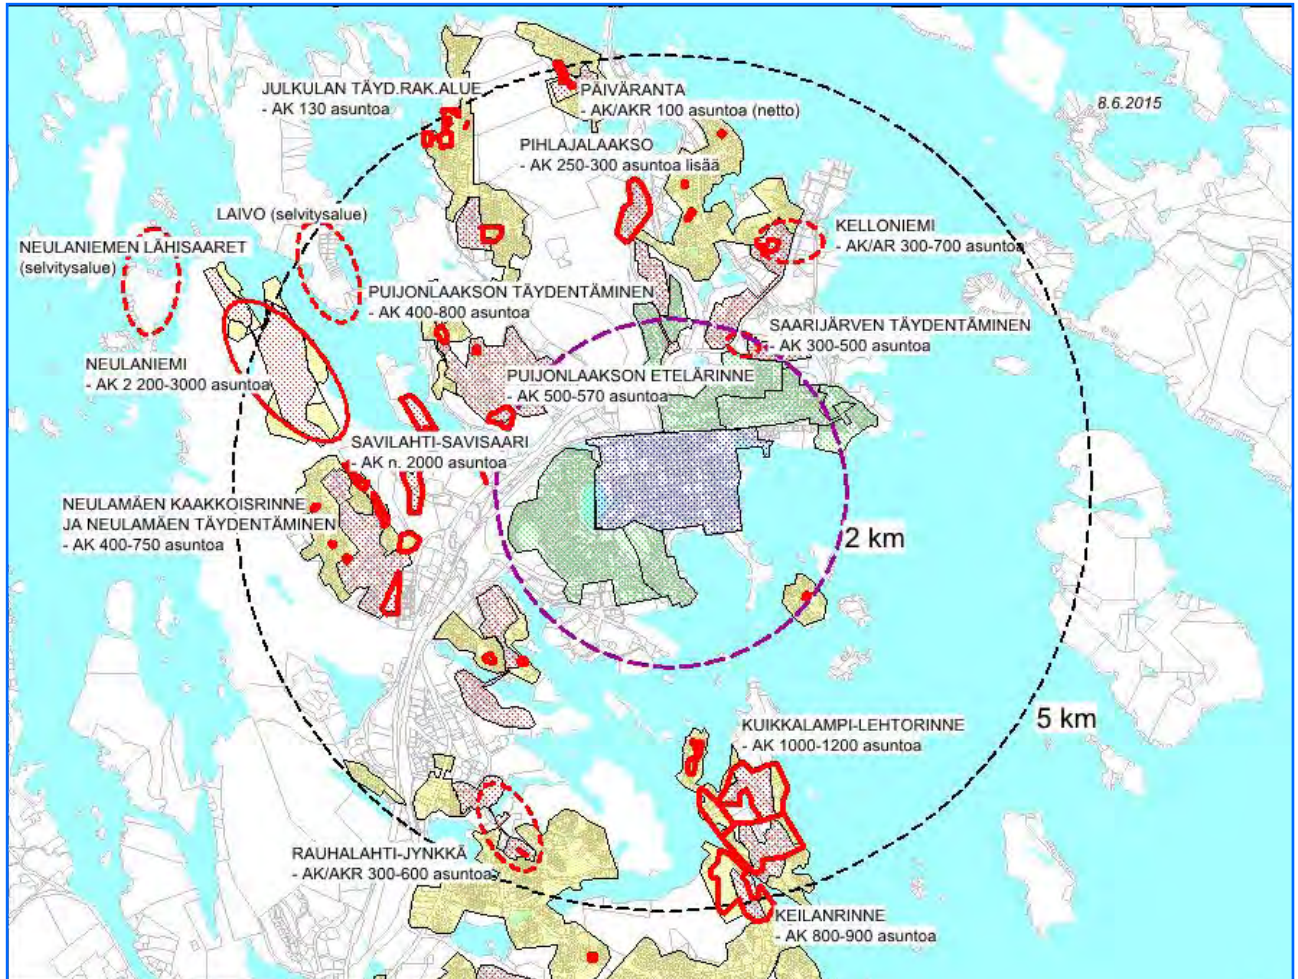 JULKULAN TÄYD.RAK.ALUE
- AK 130 asuntoa
PÄIVÄRANTA
- AK/AKR 100 asuntoa (netto)
8.6.2015
PIHLAJALAAKSO
- AK 250-300 asuntoa lisää
LAIVO (selvitysalue)
NEULANIEMEN LÄHISAARET
(selvitysalue)
KELLONIEMI
- AK/AR 300-700 asuntoa
PUIJONLAAKSON TÄYDENTÄMINEN
- AK 400-800 asuntoa
SAARIJÄRVEN TÄYDENTÄMINEN
- AK 300-500 asuntoa
NEULANIEMI
- AK 2 200-3000 asuntoa
PUIJONLAAKSON ETELÄRINNE
- AK 500-570 asuntoa
SAVILAHTI-SAVISAARI
- AK n. 2000 asuntoa
NEULAMÄEN KAAKKOISRINNE
JA NEULAMÄEN TÄYDENTÄMINEN
- AK 400-750 asuntoa
2 km
5 km
KUIKKALAMPI-LEHTORINNE
- AK 1000-1200 asuntoa
RAUHALAHTI-JYNKKÄ
- AK/AKR 300-600 asuntoa
KEILANRINNE
- AK 800-900 asuntoa